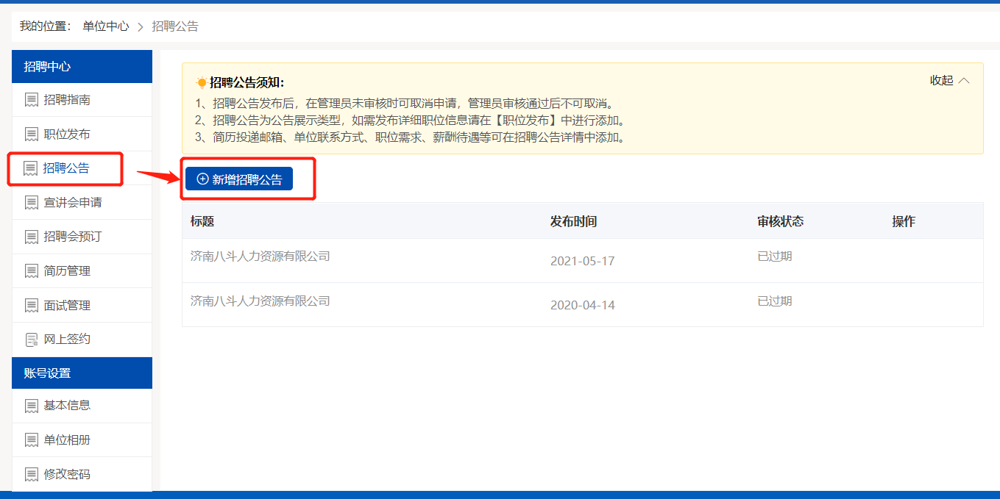 我的位置： 单位中心 > 招聘公告
招聘中心
招聘指南
职位发布
招聘公告
宣讲会申请
招聘会预订
简历管理
面试管理
网上签约
账号设置
基本信息
单位相册
修改密码
招聘公告须知：
收起
1、招聘公告发布后，在管理员未审核时可取消申请，管理员审核通过后不可取消。
2、招聘公告为公告展示类型，如需发布详细职位信息请在【职位发布】中进行添加。
3、简历投递邮箱、单位联系方式、职位需求、薪酬待遇等可在招聘公告详情中添加。
新增招聘公告
标题 发布时间 审核状态 操作
济南八斗人力资源有限公司 2021-05-17 已过期
济南八斗人力资源有限公司 2020-04-14 已过期